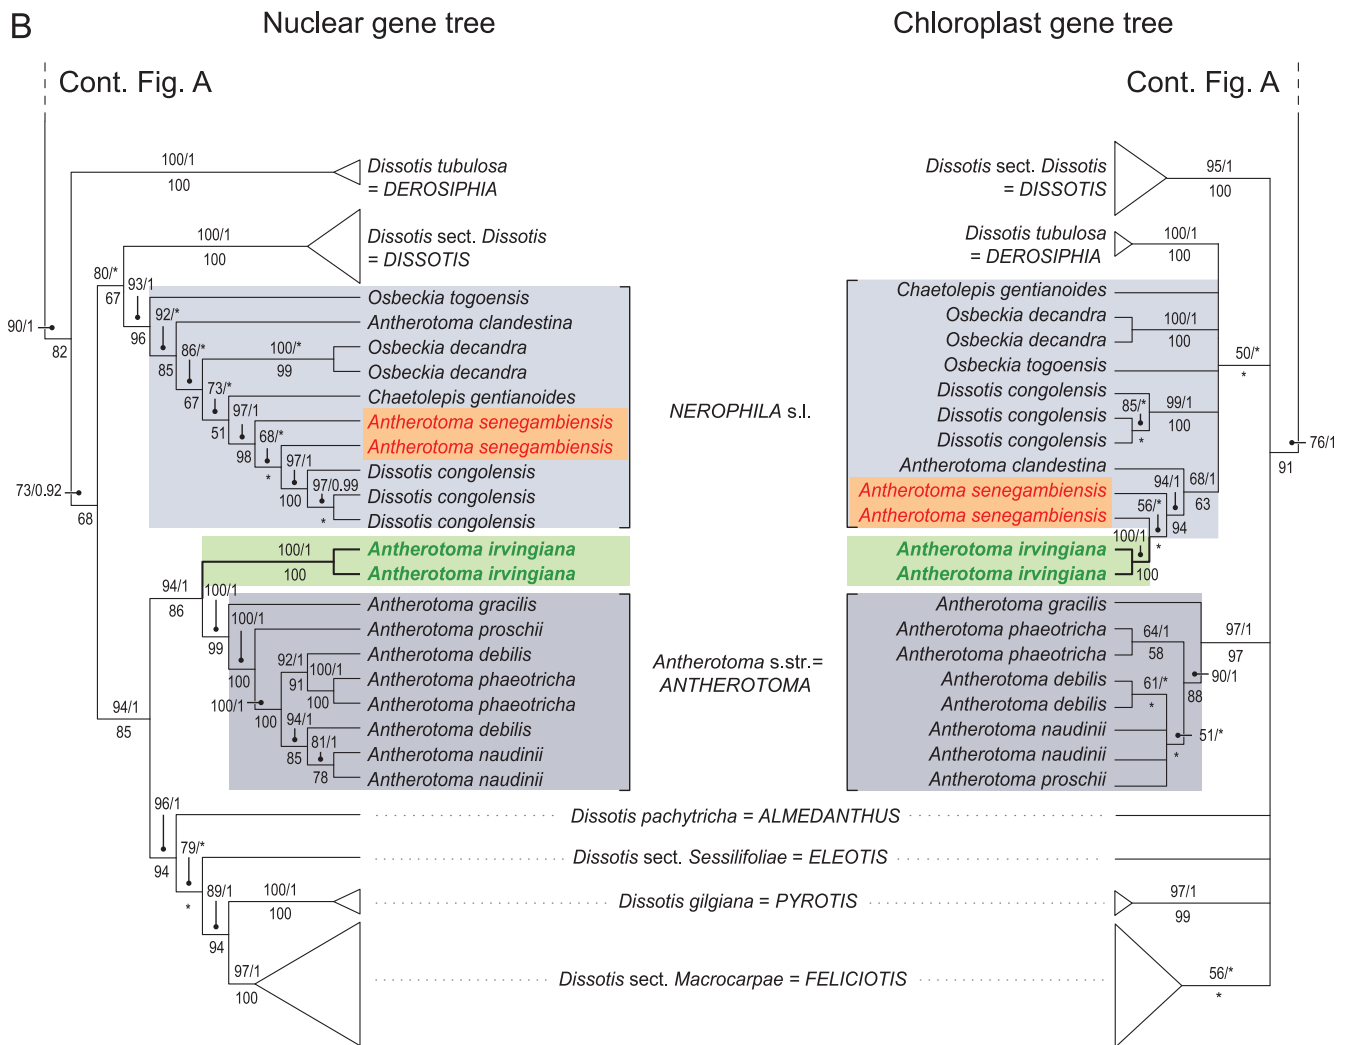 B
Nuclear gene tree
Chloroplast gene tree
Cont. Fig. A
Cont. Fig. A
90/1
82
100/1
100
Dissotis tubulosa
= DEROSIPHIA
100/1
100
Dissotis sect. Dissotis
= DISSOTIS
80/*
67
93/1
96
Osbeckia togoensis
92/*
85
Antherotoma clandestina
86/*
67
100/*
99
Osbeckia decandra
Osbeckia decandra
73/*
51
Chaetolepis gentianoides
97/1
98
Antherotoma senegambiensis
68/*
*
Antherotoma senegambiensis
97/1
100
Dissotis congolensis
97/0.99
*
Dissotis congolensis
Dissotis congolensis
73/0.92
68
94/1
86
100/1
100
Antherotoma irvingiana
Antherotoma irvingiana
100/1
99
Antherotoma gracilis
100/1
100
Antherotoma proschii
100/1
100
92/1
91
Antherotoma debilis
100/1
100
Antherotoma phaeotricha
Antherotoma phaeotricha
94/1
85
Antherotoma debilis
81/1
78
Antherotoma naudinii
Antherotoma naudinii
94/1
85
96/1
94
79/*
*
89/1
94
100/1
100
97/1
100
NEROPHILA s.l.
Antherotoma s.str.=
ANTHEROTOMA
Dissotis pachytricha = ALMEDANTHUS
Dissotis sect. Sessilifoliae = ELEOTIS
Dissotis gilgiana = PYROTIS
Dissotis sect. Macrocarpae = FELICIOTIS
Dissotis sect. Dissotis
= DISSOTIS
95/1
100
Dissotis tubulosa
= DEROSIPHIA
100/1
100
Chaetolepis gentianoides
Osbeckia decandra
Osbeckia decandra
100/1
100
Osbeckia togoensis
50/*
*
Dissotis congolensis
Dissotis congolensis
Dissotis congolensis
85/*
*
99/1
100
76/1
91
Antherotoma clandestina
94/1
94
68/1
63
Antherotoma senegambiensis
Antherotoma senegambiensis
56/*
*
Antherotoma irvingiana
Antherotoma irvingiana
100/1
100
Antherotoma gracilis
Antherotoma phaeotricha
Antherotoma phaeotricha
64/1
58
97/1
97
Antherotoma debilis
Antherotoma debilis
61/*
*
90/1
88
Antherotoma naudinii
Antherotoma naudinii
Antherotoma proschii
51/*
*
97/1
99
56/*
*